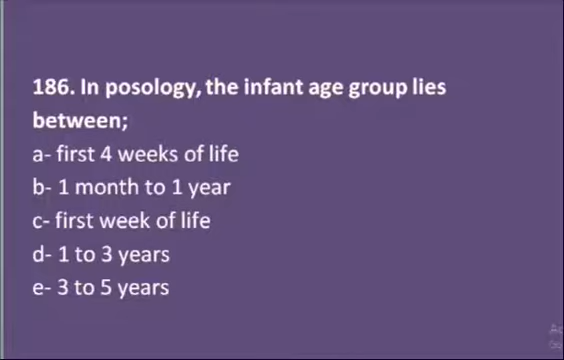 186. In posology, the infant age group lies
between;
a- first 4 weeks of life
b- 1 month to 1 year
c- first week of life
d- 1 to 3 years
e- 3 to 5 years